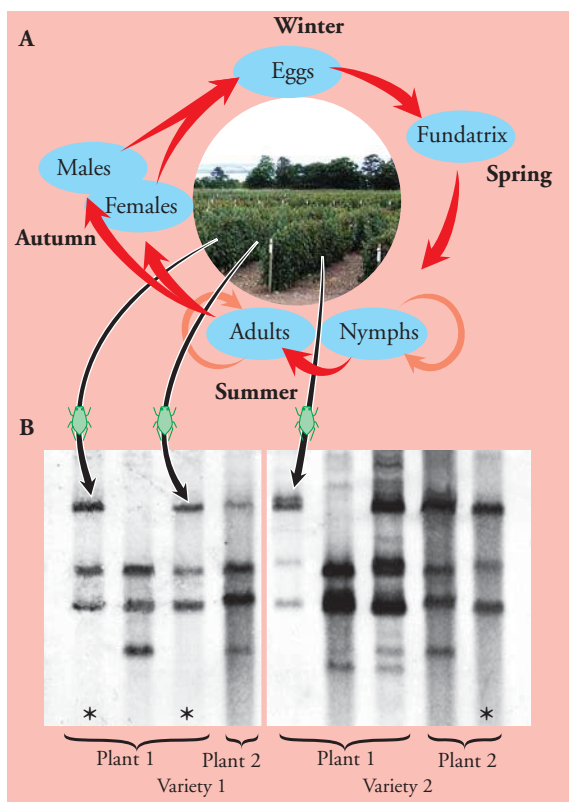 A
Winter
Eggs
Fundatrix
Spring
Males
Females
Autumn
Adults
Nymphs
Summer
B
* * *
Plant 1 Plant 2 Plant 1 Plant 2
Variety 1 Variety 2